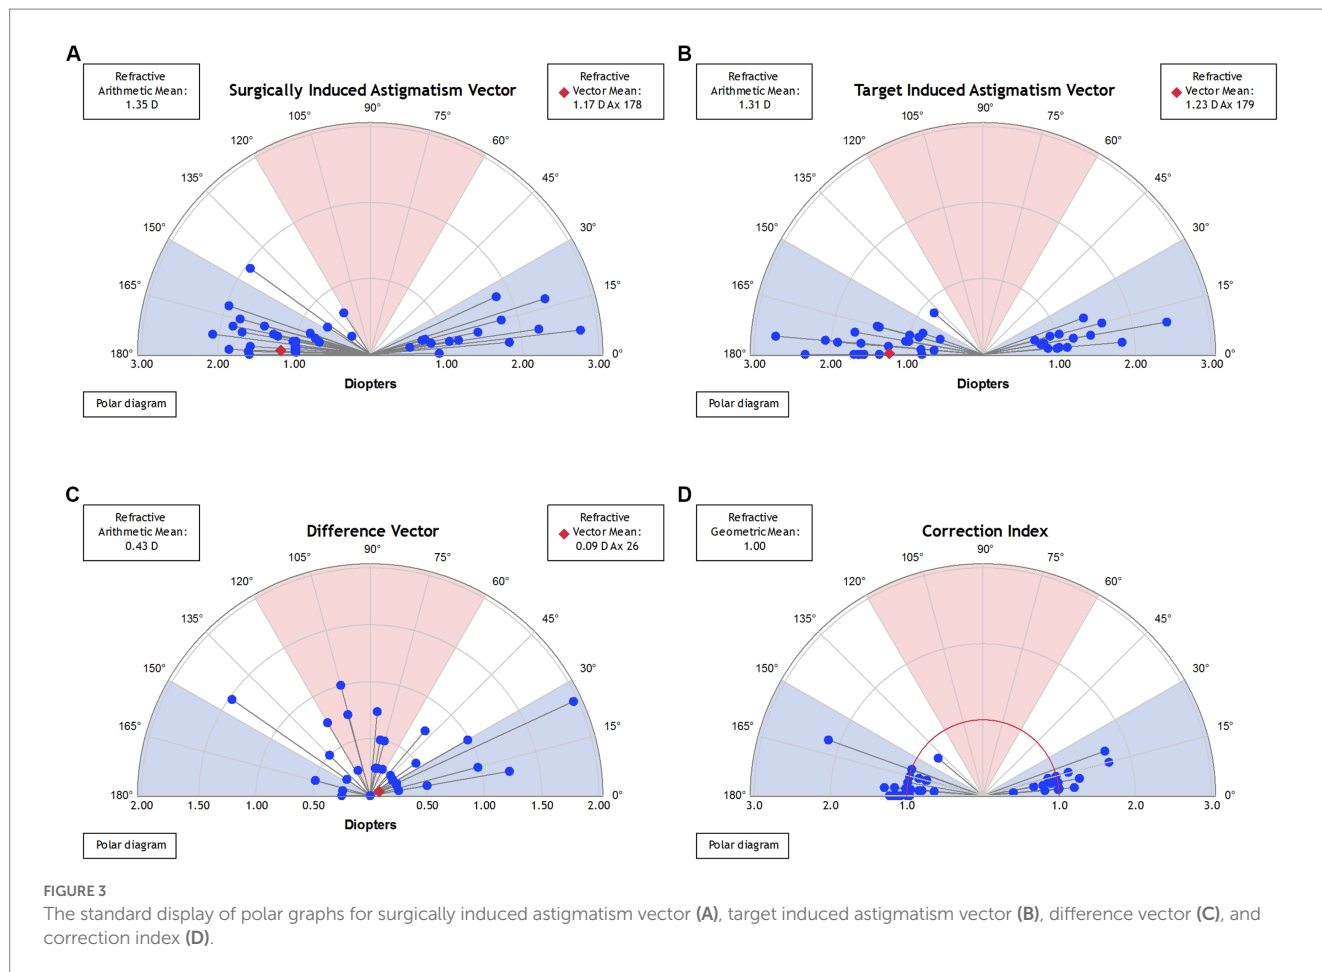 A
Refractive
Arithmetic Mean:
1.35 D
Surgically Induced Astigmatism Vector
Refractive
Vector Mean:
1.17 D Ax 178
90°
105°
75°
120°
60°
135°
45°
150°
30°
165°
15°
180°
0°
3.00
2.00
1.00
1.00
2.00
3.00
Diopters
Polar diagram
B
Refractive
Arithmetic Mean:
1.31 D
Target Induced Astigmatism Vector
Refractive
Vector Mean:
1.23 D Ax 179
90°
105°
75°
120°
60°
135°
45°
150°
30°
165°
15°
180°
0°
3.00
2.00
1.00
1.00
2.00
3.00
Diopters
Polar diagram
C
Refractive
Arithmetic Mean:
0.43 D
Difference Vector
Refractive
Vector Mean:
0.09 D Ax 26
90°
105°
75°
120°
60°
135°
45°
150°
30°
165°
15°
180°
0°
2.00
1.00
0.50
0.50
1.00
1.50
2.00
Diopters
Polar diagram
D
Refractive
Geometric Mean:
1.00
Correction Index
90°
105°
75°
120°
60°
135°
45°
150°
30°
165°
15°
180°
0°
3.0
2.0
1.0
1.0
2.0
3.0
Polar diagram
FIGURE 3
The standard display of polar graphs for surgically induced astigmatism vector (A), target induced astigmatism vector (B), difference vector (C), and
correction index (D).